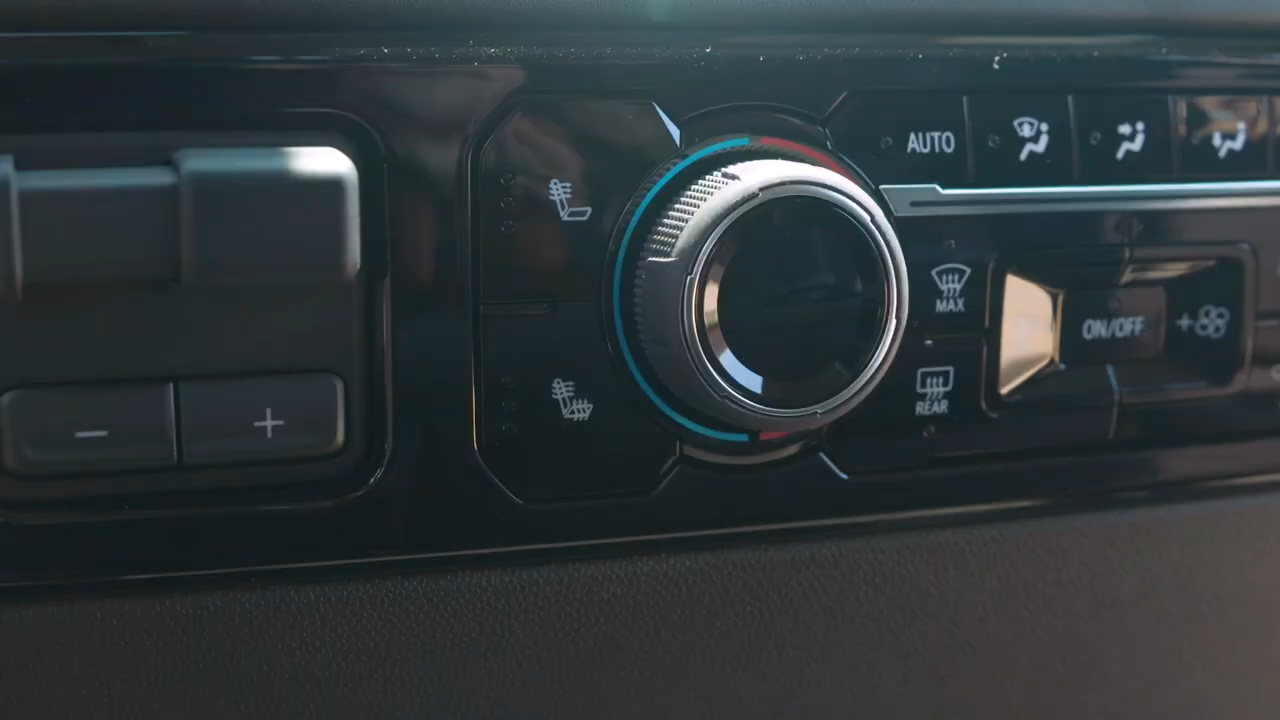 AUTO
MAX
ON/OFF
+
REAR
- +